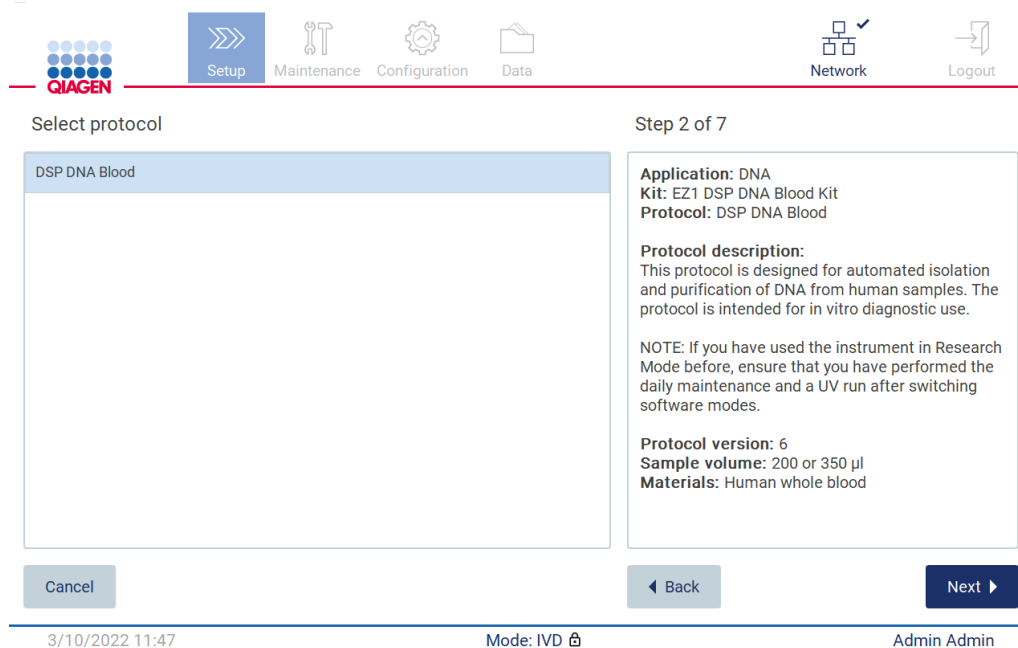 Setup
Maintenance
Configuration
Data
Network
Logout
QIAGEN
Select protocol
Step 2 of 7
DSP DNA Blood
Application: DNA
Kit: EZ1 DSP DNA Blood Kit
Protocol: DSP DNA Blood
Protocol description:
This protocol is designed for automated isolation
and purification of DNA from human samples. The
protocol is intended for in vitro diagnostic use.
NOTE: If you have used the instrument in Research
Mode before, ensure that you have performed the
daily maintenance and a UV run after switching
software modes.
Protocol version: 6
Sample volume: 200 or 350 µl
Materials: Human whole blood
Cancel
Back
Next
3/10/2022 11:47
Mode: IVD
Admin Admin